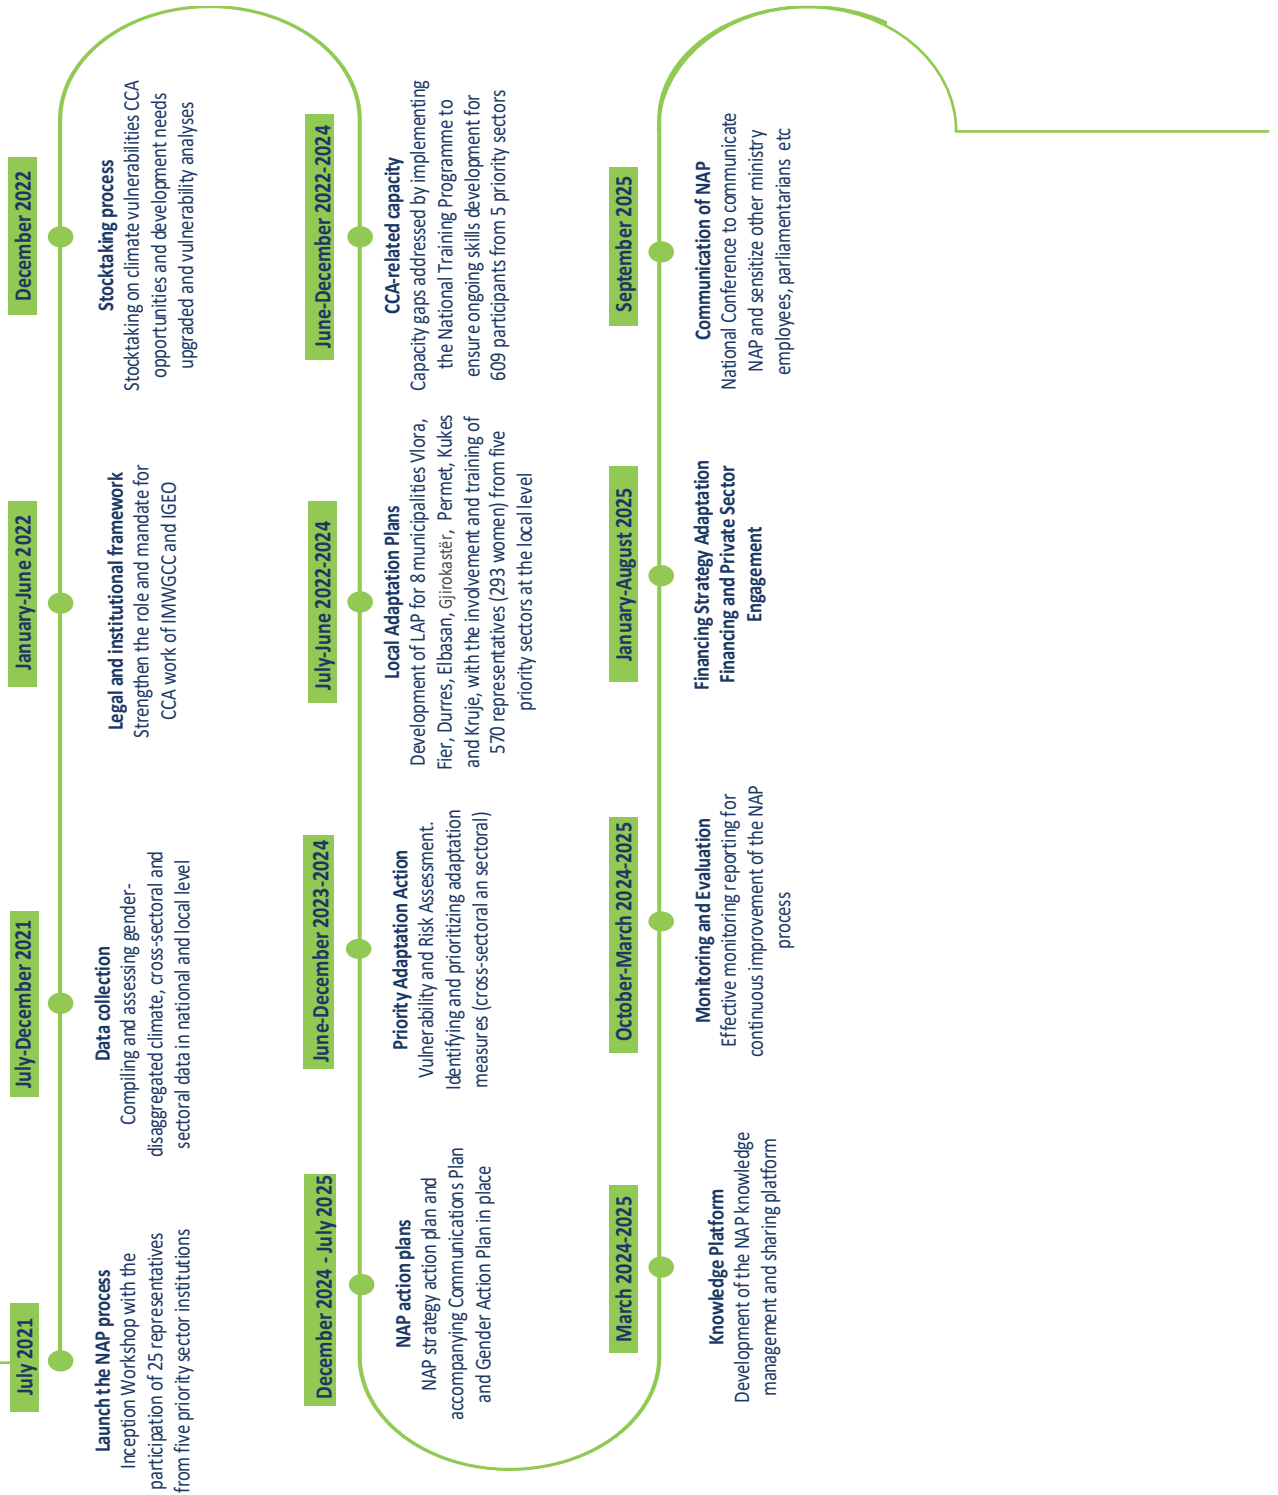 July 2021
Launch the NAP process
Inception Workshop with the
participation of 25 representatives
from five priority sector institutions
July-December 2021
Data collection
Compiling and assessing gender-
disaggregated climate, cross-sectoral and
sectoral data in national and local level
January-June 2022
Legal and institutional framework
Strengthen the role and mandate for
CCA work of IMWGCC and IGEO
December 2022
Stocktaking process
Stocktaking on climate vulnerabilities CCA
opportunities and development needs
upgraded and vulnerability analyses
June-December 2022-2024
CCA-related capacity
Capacity gaps addressed by implementing
the National Training Programme to
ensure ongoing skills development for
609 participants from 5 priority sectors
July-June 2022-2024
Local Adaptation Plans
Development of LAP for 8 municipalities Vlora,
Fier, Durres, Elbasan, Gjirokastër, Permet, Kukes
and Kruje, with the involvement and training of
570 representatives (293 women) from five
priority sectors at the local level
June-December 2023-2024
Priority Adaptation Action
Vulnerability and Risk Assessment.
Identifying and prioritizing adaptation
measures (cross-sectoral an sectoral)
December 2024 - July 2025
NAP action plans
NAP strategy action plan and
accompanying Communications Plan
and Gender Action Plan in place
March 2024-2025
Knowledge Platform
Development of the NAP knowledge
management and sharing platform
October-March 2024-2025
Monitoring and Evaluation
Effective monitoring reporting for
continuous improvement of the NAP
process
January-August 2025
Financing Strategy Adaptation
Financing and Private Sector
Engagement
September 2025
Communication of NAP
National Conference to communicate
NAP and sensitize other ministry
employees, parliamentarians etc